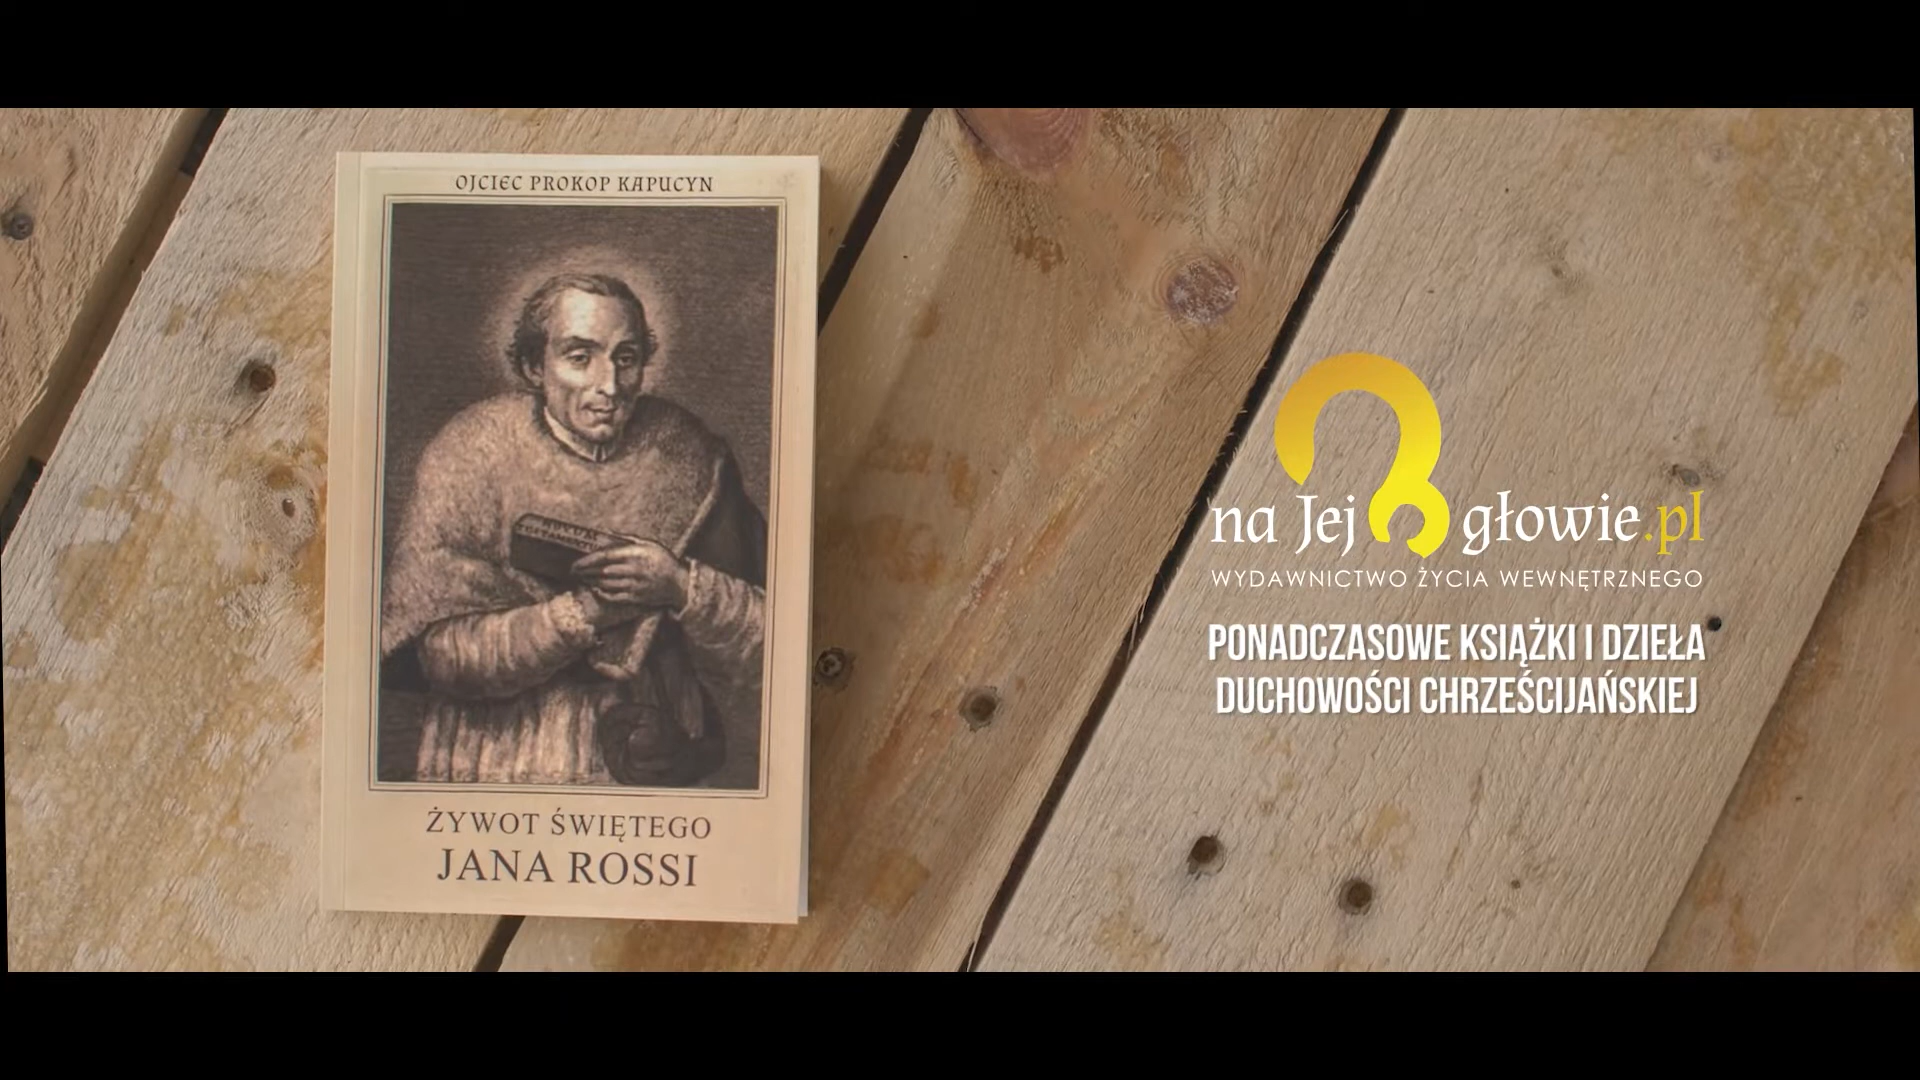 OJCIEC PROKOP KAPUCYN
ŻYWOT ŚWIĘTEGO
JANA ROSSI
na Jej głowie.pl
WYDAWNICTWO ŻYCIA WEWNĘTRZNEGO
PONADCZASOWE KSIĄŻKI I DZIEŁA
DUCHOWOŚCI CHRZEŚCIJAŃSKIEJ